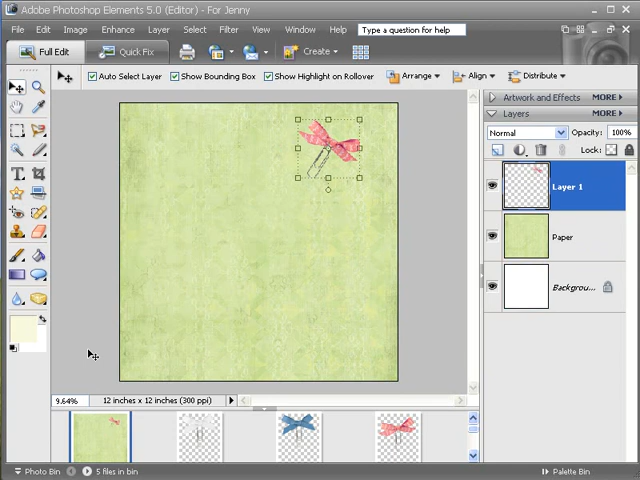 Adobe Photoshop Elements 5.0 (Editor) - For Jenny
File Edit Image Enhance Layer Select Filter View Window Help Type a question for help
Full Edit Quick Fix Create
Auto Select Layer Show Bounding Box Show Highlight on Rollover Arrange Align Distribute
Artwork and Effects MORE
Layers MORE
Normal Opacity: 100%
Lock:
Layer 1
Paper
Backgrou...
9.64% 12 inches x 12 inches (300 ppi)
Photo Bin 5 files in bin Palette Bin